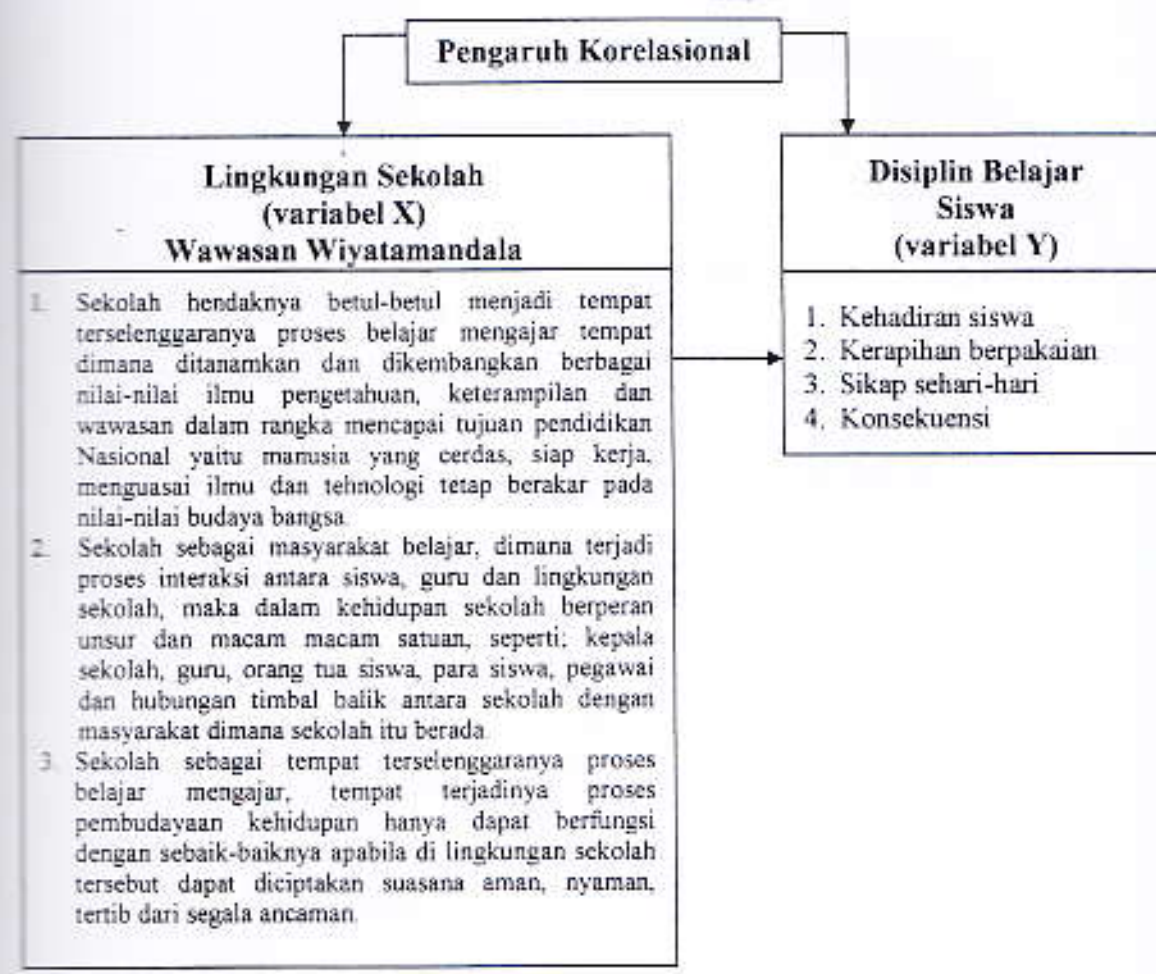 Pengaruh Korelasional
Lingkungan Sekolah
(variabel X)
Wawasan Wiyatamandala
1. Sekolah hendaknya betul-betul menjadi tempat
terselenggaranya proses belajar mengajar tempat
dimana ditanamkan dan dikembangkan berbagai
nilai-nilai ilmu pengetahuan, keterampilan dan
wawasan dalam rangka mencapai tujuan pendidikan
Nasional yaitu manusia yang cerdas, siap kerja,
menguasai ilmu dan tehnologi tetap berakar pada
nilai-nilai budaya bangsa.
2. Sekolah sebagai masyarakat belajar, dimana terjadi
proses interaksi antara siswa, guru dan lingkungan
sekolah, maka dalam kehidupan sekolah berperan
unsur dan macam macam satuan, seperti; kepala
sekolah, guru, orang tua siswa, para siswa, pegawai
dan hubungan timbal balik antara sekolah dengan
masyarakat dimana sekolah itu berada.
3. Sekolah sebagai tempat terselenggaranya proses
belajar mengajar, tempat terjadinya proses
pembudayaan kehidupan hanya dapat berfungsi
dengan sebaik-baiknya apabila di lingkungan sekolah
tersebut dapat diciptakan suasana aman, nyaman,
tertib dari segala ancaman.
Disiplin Belajar
Siswa
(variabel Y)
1. Kehadiran siswa
2. Kerapihan berpakaian
3. Sikap sehari-hari
4. Konsekuensi